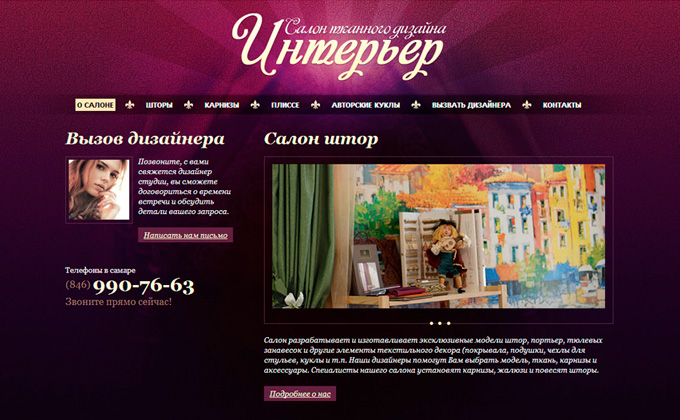 Салон тканного дизайна
Интерьер
О САЛОНЕ ШТОРЫ КАРНИЗЫ ПЛИССЕ АВТОРСКИЕ КУКЛЫ ВЫЗВАТЬ ДИЗАЙНЕРА КОНТАКТЫ
Вызов дизайнера
Позвоните, с вами
свяжется дизайнер
студии, вы сможете
договориться о времени
встречи и обсудить
детали вашего запроса.
Написать нам письмо
Телефоны в самаре
(846) 990-76-63
Звоните прямо сейчас!
Салон штор
Салон разрабатывает и изготавливает эксклюзивные модели штор, портьер, тюлевых
занавесок и другие элементы текстильного декора (покрывала, подушки, чехлы для
стульев, куклы и т.п. Наши дизайнеры помогут Вам выбрать модель, ткань, карнизы и
аксессуары. Спеиалисты нашего салона установят карнизы, жалюзи и повесят шторы.
Подробнее о нас